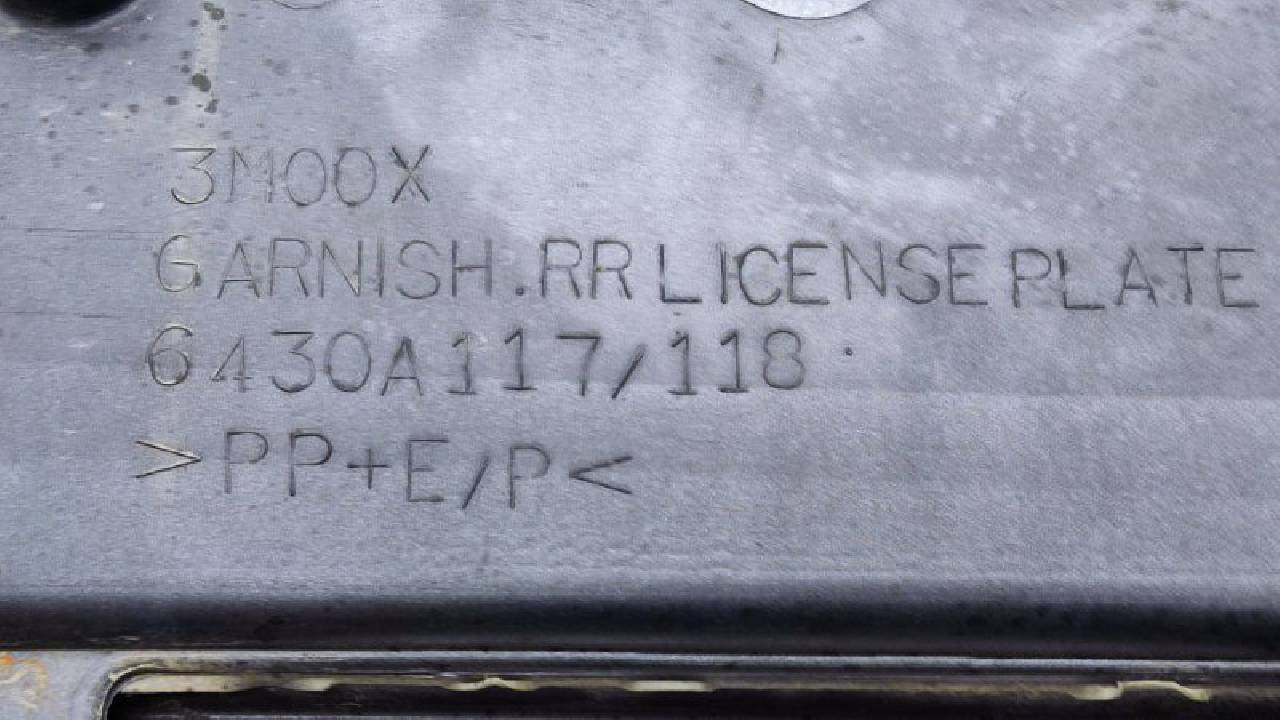 3M00X
GARNISH.RR LICENSE PLATE
6430A117/118
>PP+E/P<